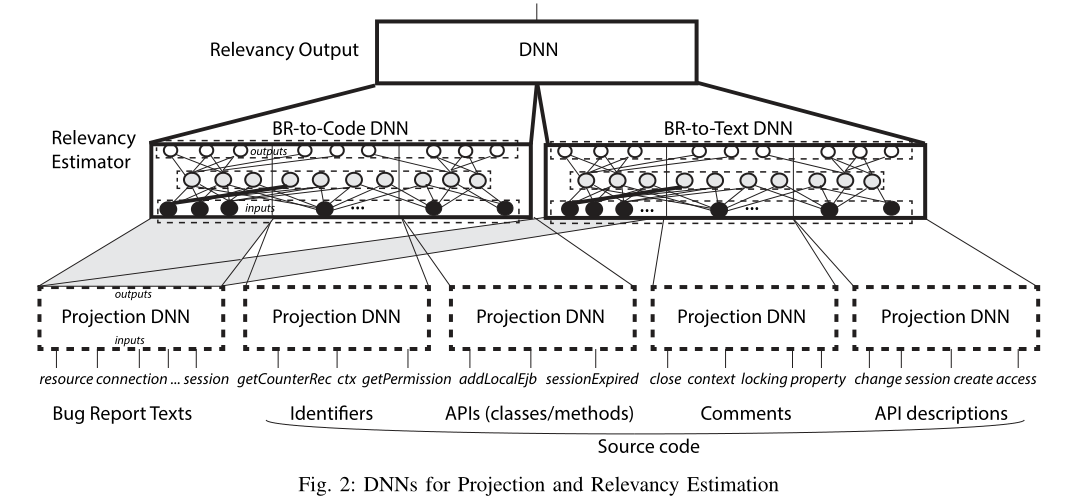 Relevancy Output
DNN
Relevancy
Estimator
BR-to-Code DNN
BR-to-Text DNN
outputs
inputs
...
...
...
outputs
Projection DNN
inputs
Projection DNN
Projection DNN
Projection DNN
Projection DNN
resource connection ... session
getCounterRec ctx getPermission
addLocalEjb sessionExpired
close context locking property
change session create access
Bug Report Texts
Identifiers
APIs (classes/methods)
Comments
API descriptions
Source code
Fig. 2: DNNs for Projection and Relevancy Estimation